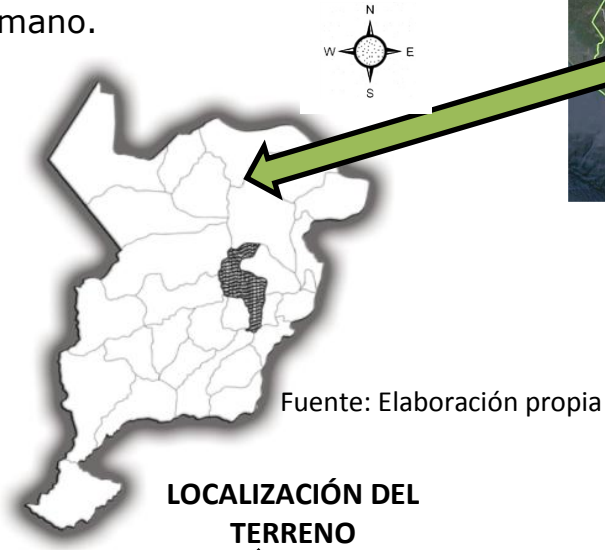 mano.
N
W E
S
Fuente: Elaboración propia
LOCALIZACIÓN DEL
TERRENO